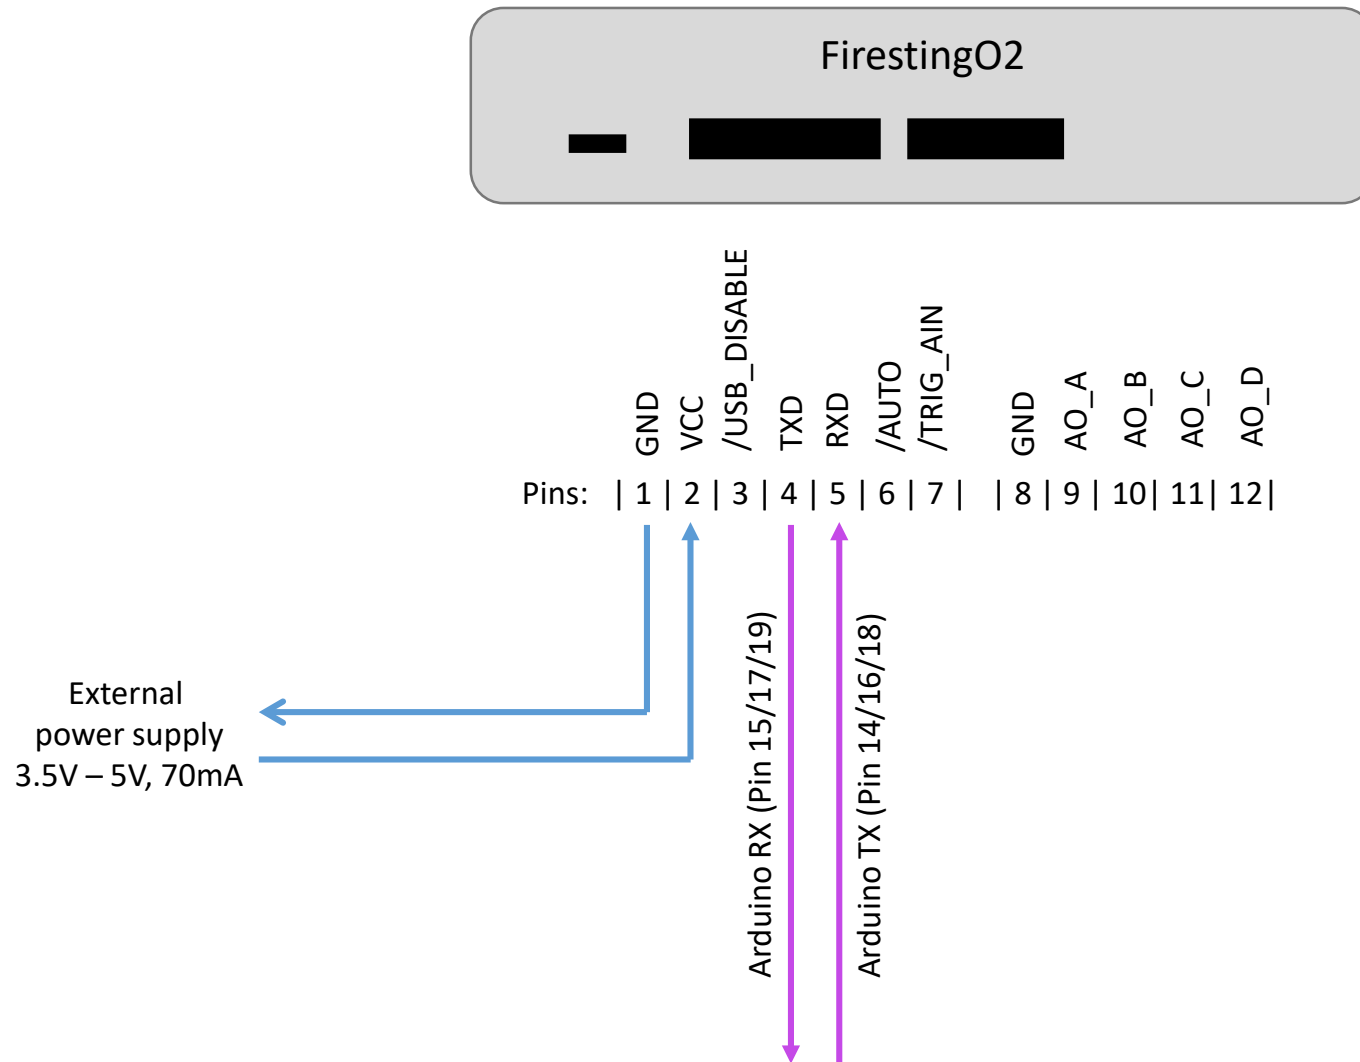 FirestingO2
GND
VCC
/USB_DISABLE
TXD
RXD
/AUTO
/TRIG_AIN
GND
AO_A
AO_B
AO_C
AO_D
Pins: | 1 | 2 | 3 | 4 | 5 | 6 | 7 | | 8 | 9 | 10| 11| 12|
Arduino RX (Pin 15/17/19)
Arduino TX (Pin 14/16/18)
External
power supply
3.5V – 5V, 70mA